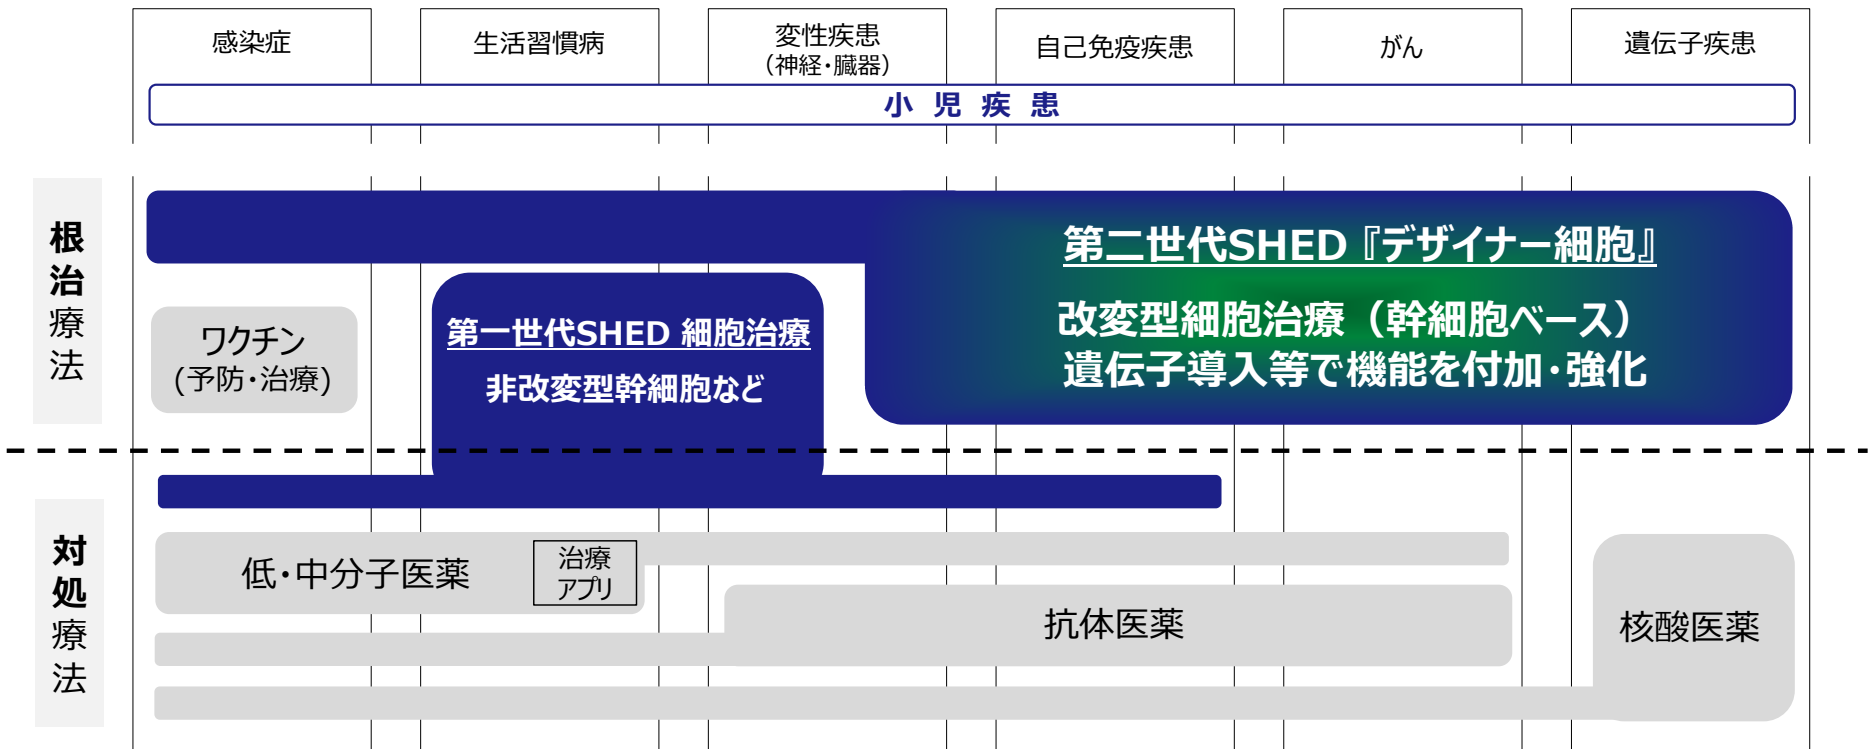 感染症
生活習慣病
変性疾患
（神経・臓器）
自己免疫疾患
がん
遺伝子疾患
小児疾患
根治療法
第二世代SHED『デザイナー細胞』
改変型細胞治療（幹細胞ベース）
遺伝子導入等で機能を付加・強化
第一世代SHED 細胞治療
非改変型幹細胞など
ワクチン
(予防・治療)
対処療法
低・中分子医薬
治療
アプリ
抗体医薬
核酸医薬